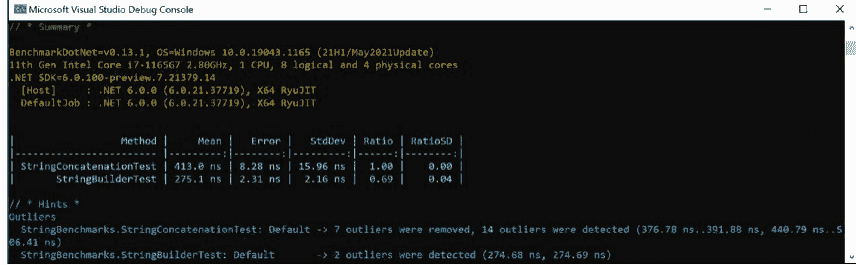 Microsoft Visual Studio Debug Console
// * Summary *
BenchmarkDotNet=v0.13.1, OS=Windows 10.0.19043.1165 (21H1/May2021Update)
11th Gen Intel Core i7-1165G7 2.80GHz, 1 CPU, 8 logical and 4 physical cores
.NET SDK=6.0.100-preview.7.21379.14
[Host] : .NET 6.0.0 (6.0.21.37719), X64 RyuJIT
DefaultJob : .NET 6.0.0 (6.0.21.37719), X64 RyuJIT
| Method | Mean | Error | StdDev | Ratio | RatioSD |
|------------------------ |---------:|--------:|---------:|------:|--------:|
| StringConcatenationTest | 413.0 ns | 8.28 ns | 15.96 ns | 1.00 | 0.00 |
| StringBuilderTest | 275.1 ns | 2.31 ns | 2.16 ns | 0.69 | 0.04 |
// * Hints *
Outliers
StringBenchmarks.StringConcatenationTest: Default -> 7 outliers were removed, 14 outliers were detected (376.78 ns..391.88 ns, 440.79 ns..5
06.41 ns)
StringBenchmarks.StringBuilderTest: Default -> 2 outliers were detected (274.68 ns, 274.69 ns)